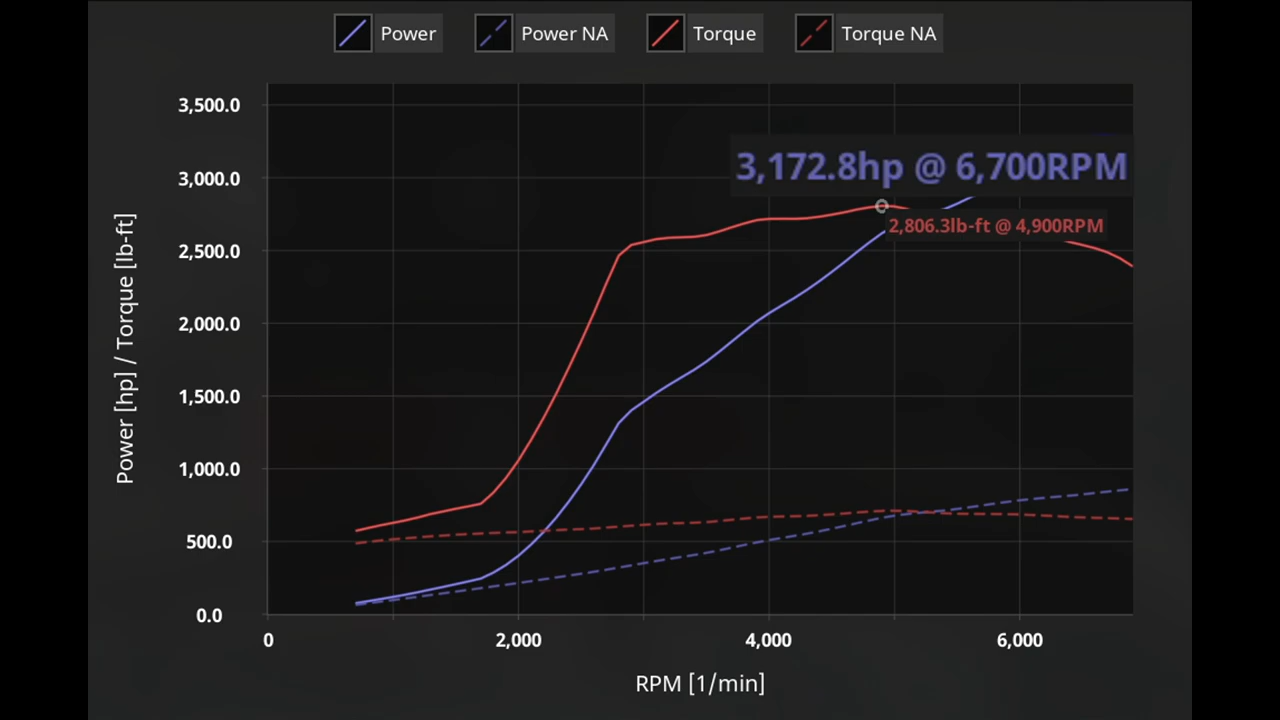 Power Power NA Torque Torque NA
3,500.0
3,172.8hp @ 6,700RPM
3,000.0
2,806.3lb-ft @ 4,900RPM
2,500.0
2,000.0
1,500.0
1,000.0
500.0
0.0
Power [hp] / Torque [lb-ft]
0 2,000 4,000 6,000
RPM [1/min]